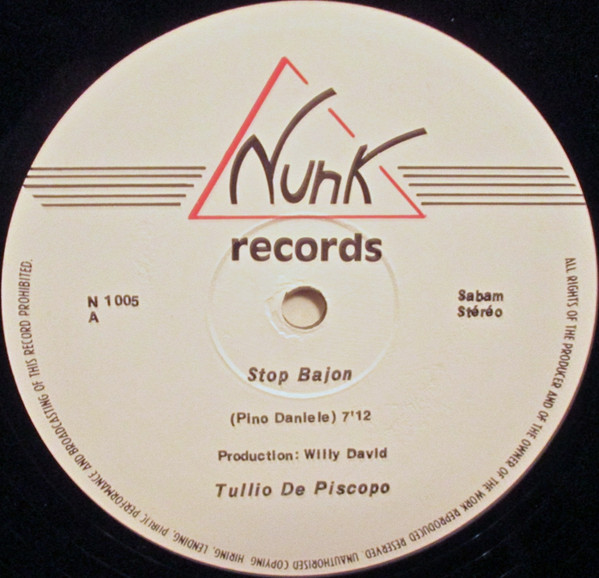 Nunk
records
N 1005
A
Sabam
Stéréo
Stop Bajon
(Pino Daniele) 7'12
Production: Willy David
Tullio De Piscopo
ALL RIGHTS OF THE PRODUCER AND OF THE OWNER OF THE WORK REPRODUCED RESERVED. UNAUTHORISED COPYING, HIRING, LENDING, PUBLIC PERFORMANCE AND BROADCASTING OF THIS RECORD PROHIBITED.